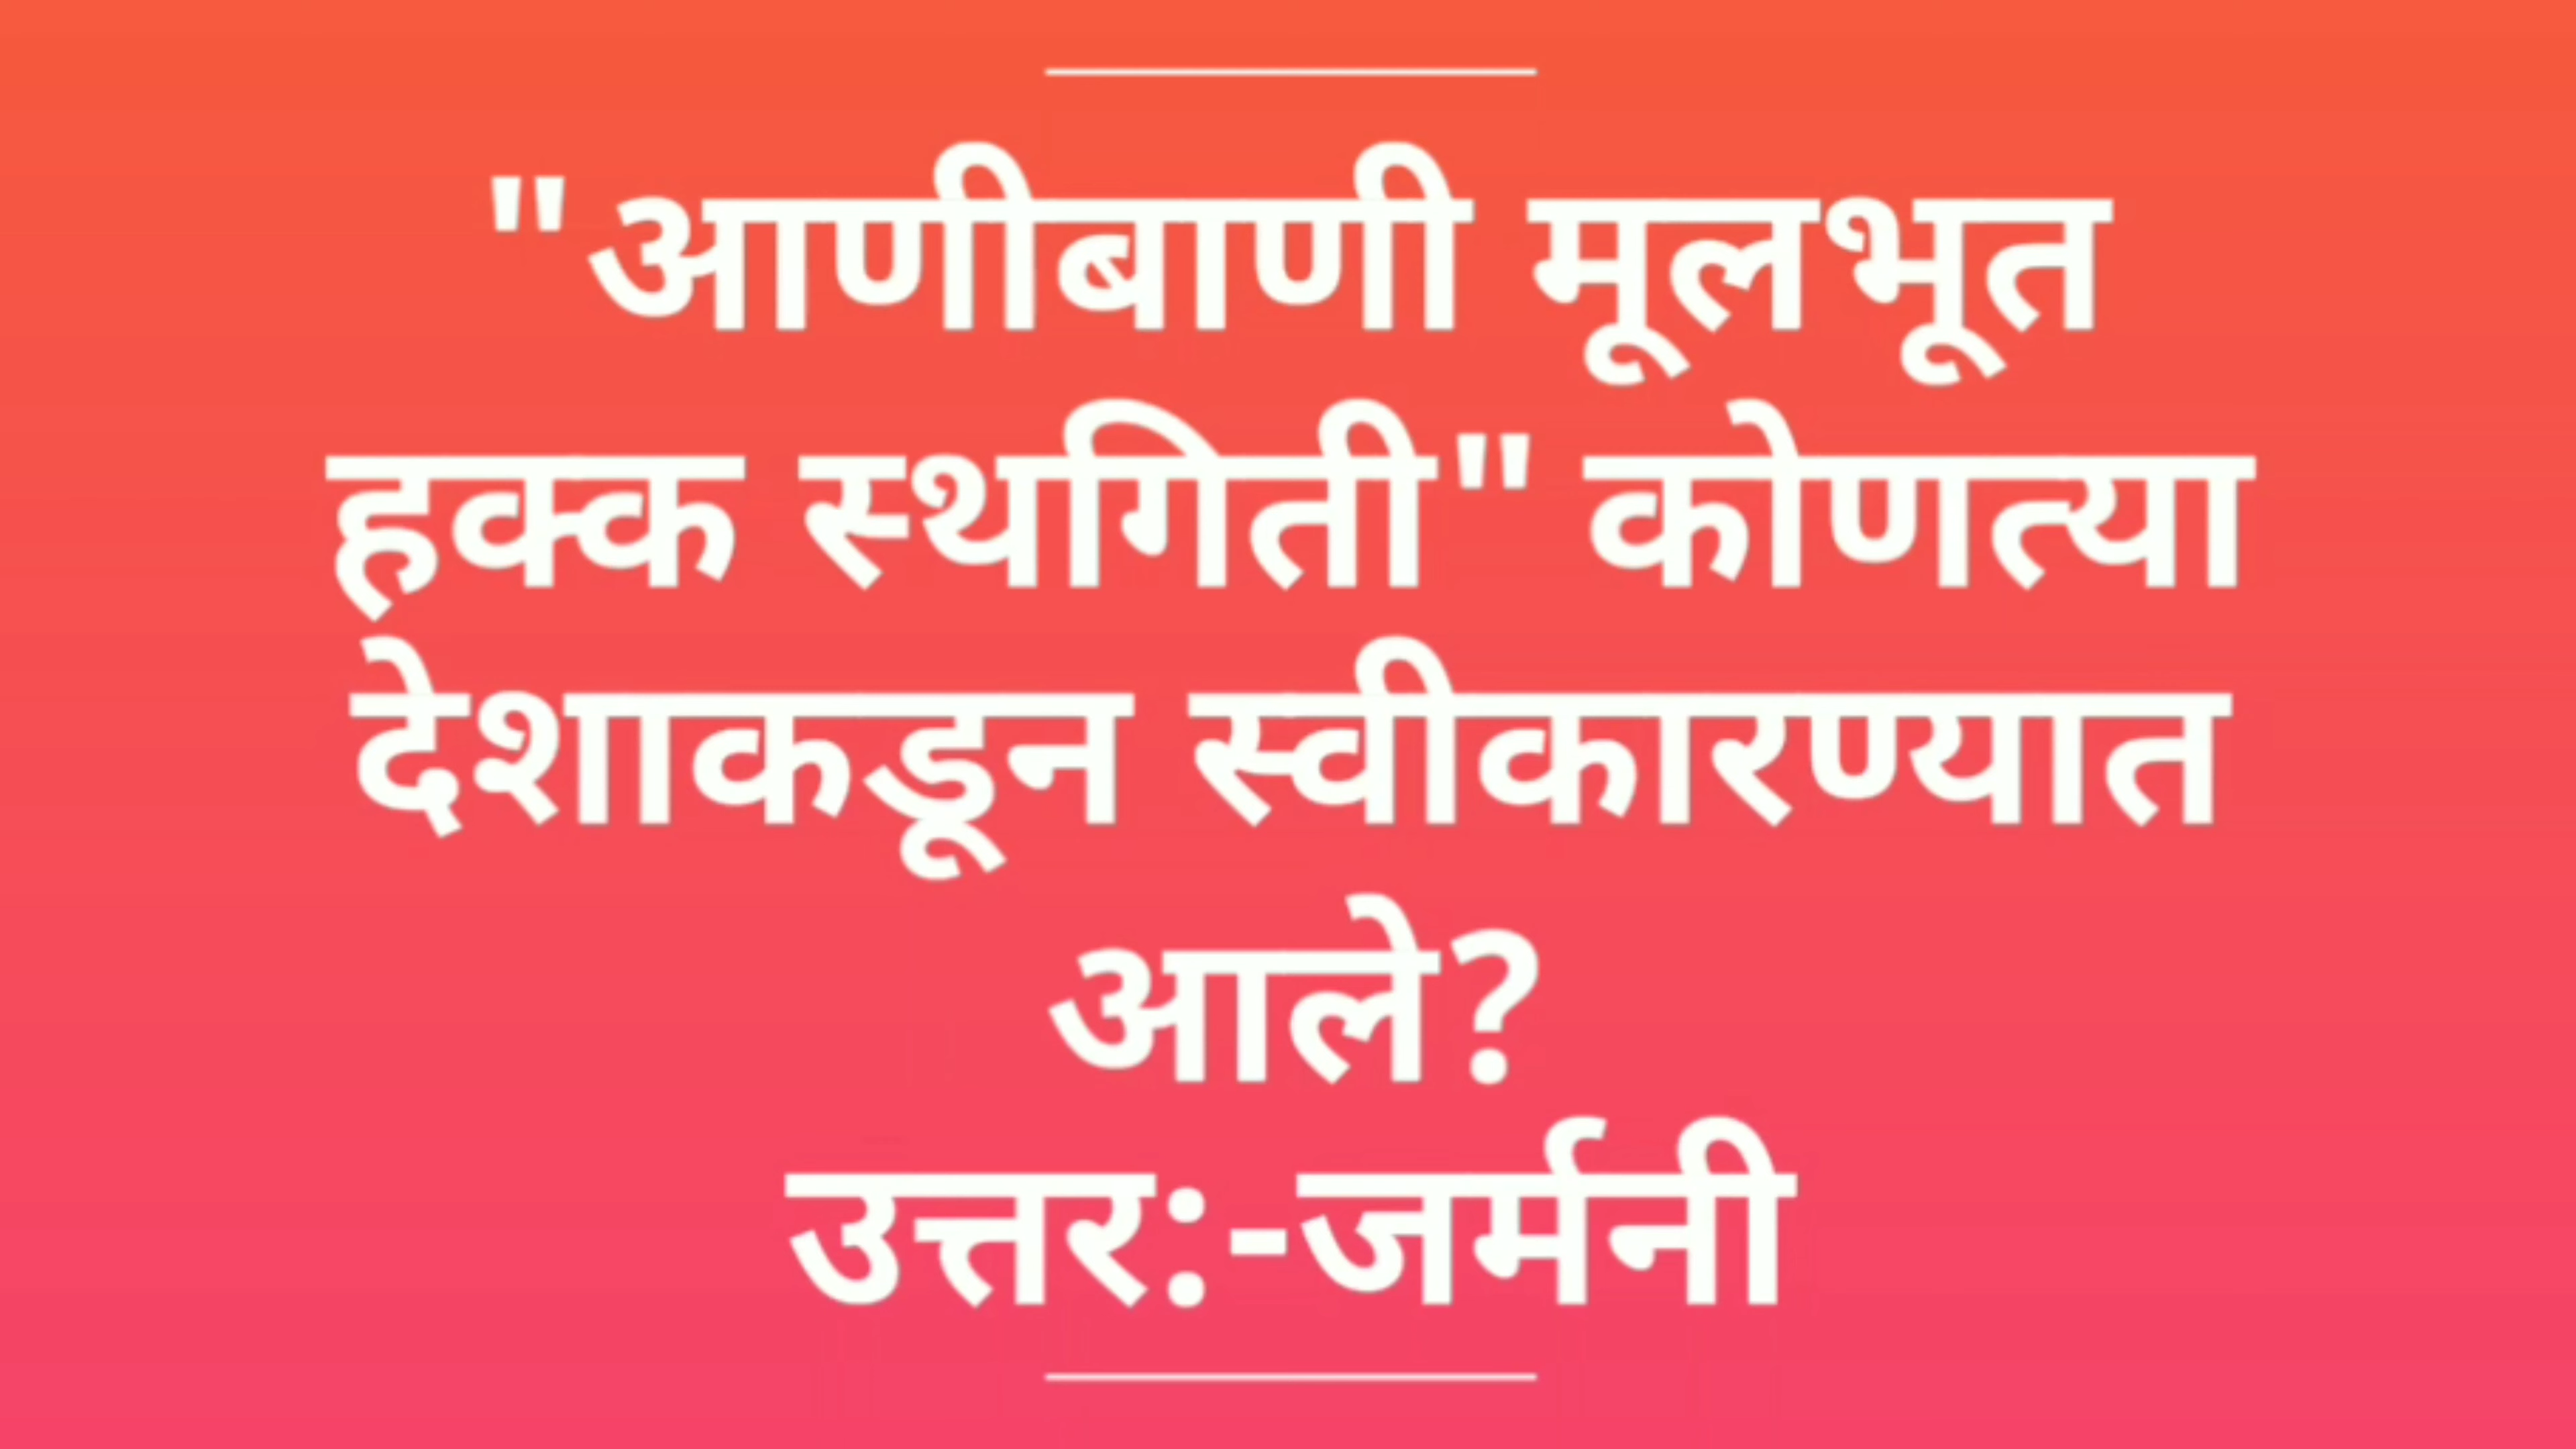 "आणीबाणी मूलभूत
हक्क स्थगिती" कोणत्या
देशाकडून स्वीकारण्यात
आले?
उत्तर:-जर्मनी